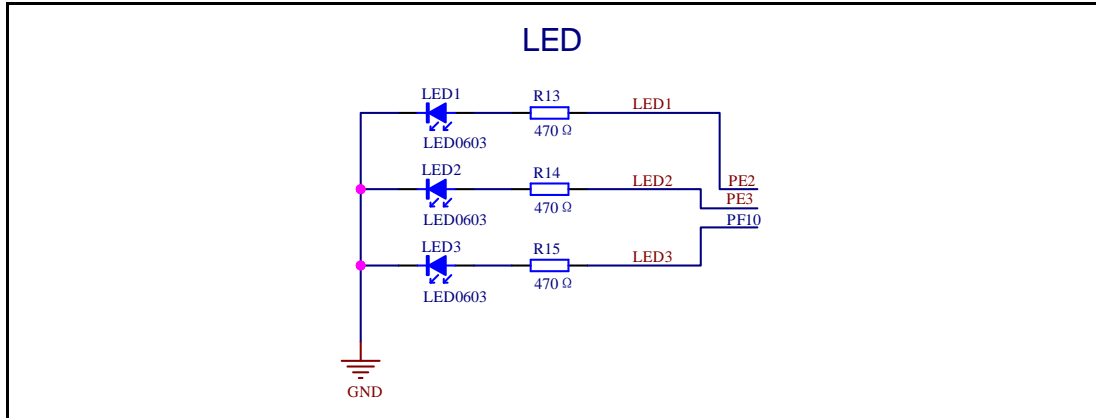 LED
LED1
R13
LED1
470 Ω
LED0603
LED2
R14
LED2
PE2
PE3
470 Ω
LED0603
PF10
LED3
R15
LED3
470 Ω
LED0603
GND